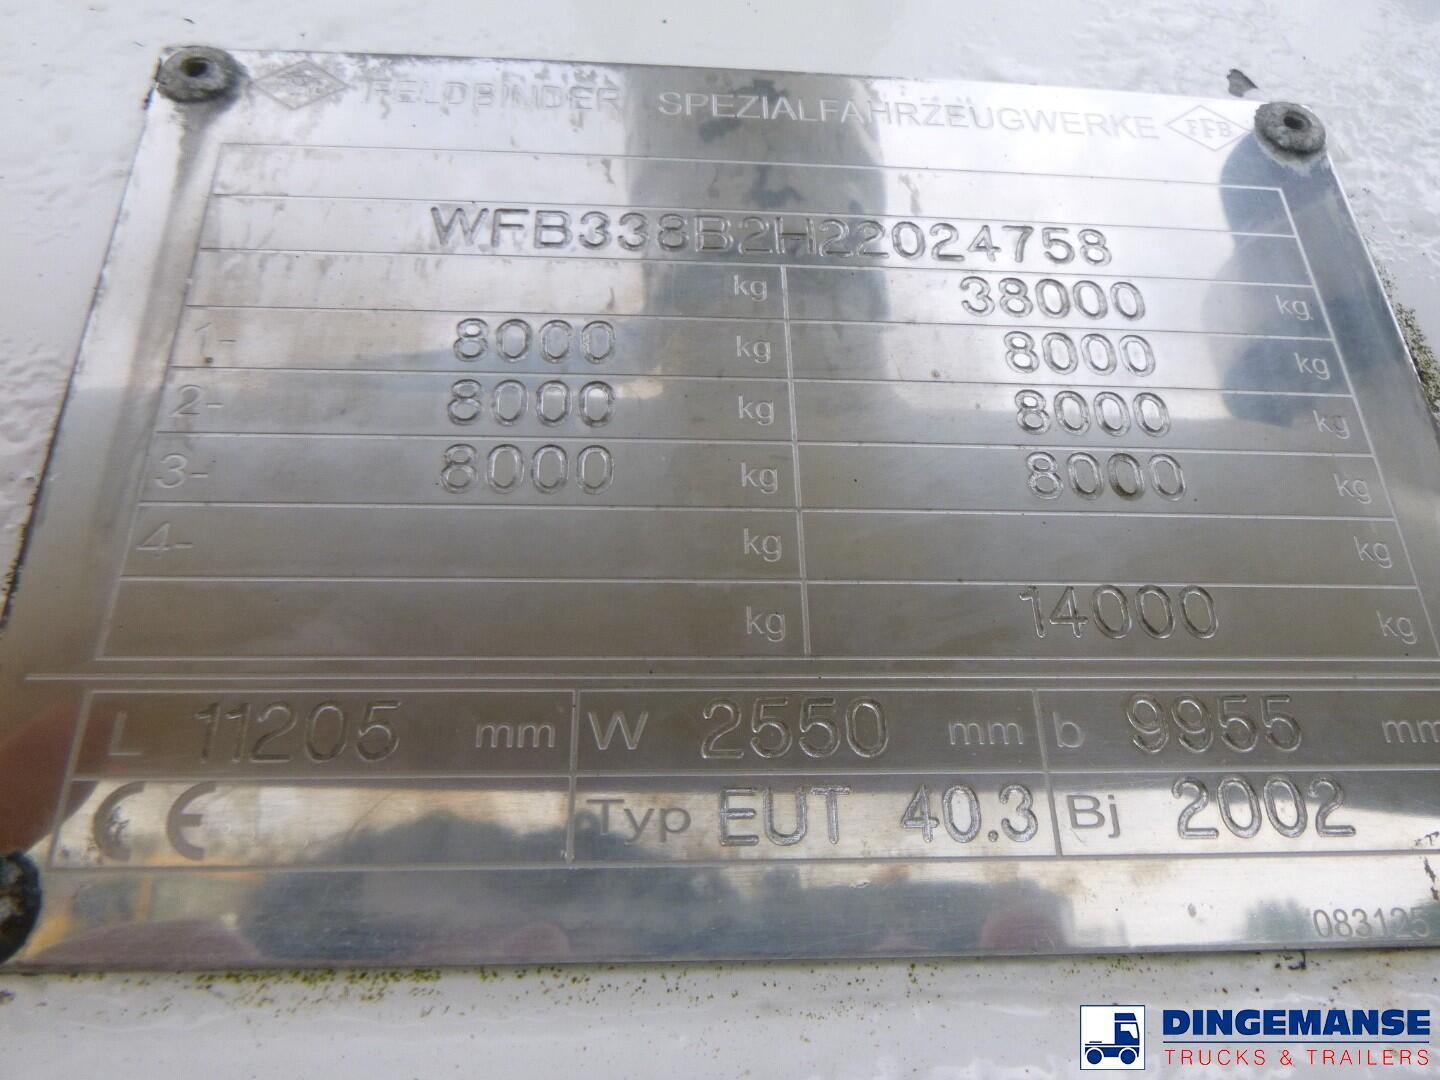 FELDBINDER SPEZIALFAHRZEUGWERKE FFB
WFB338B2H22024758
kg 38000 kg
1- 8000 kg 8000 kg
2- 8000 kg 8000 kg
3- 8000 kg 8000 kg
4- kg kg
kg 14000 kg
L 11205 mm W 2550 mm b 9955 mm
CE Typ EUT 40.3 Bj 2002
083125
DINGEMANSE
TRUCKS & TRAILERS